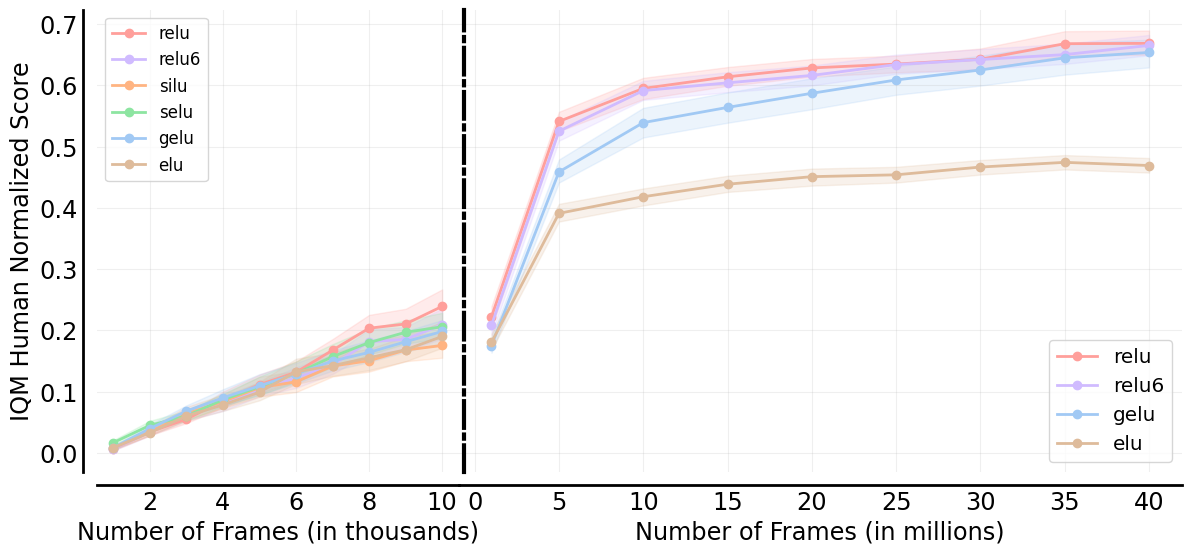 IQM Human Normalized Score
0.7
0.6
0.5
0.4
0.3
0.2
0.1
0.0
relu
relu6
silu
selu
gelu
elu
2 4 6 8 10
Number of Frames (in thousands)
relu
relu6
gelu
elu
0 5 10 15 20 25 30 35 40
Number of Frames (in millions)